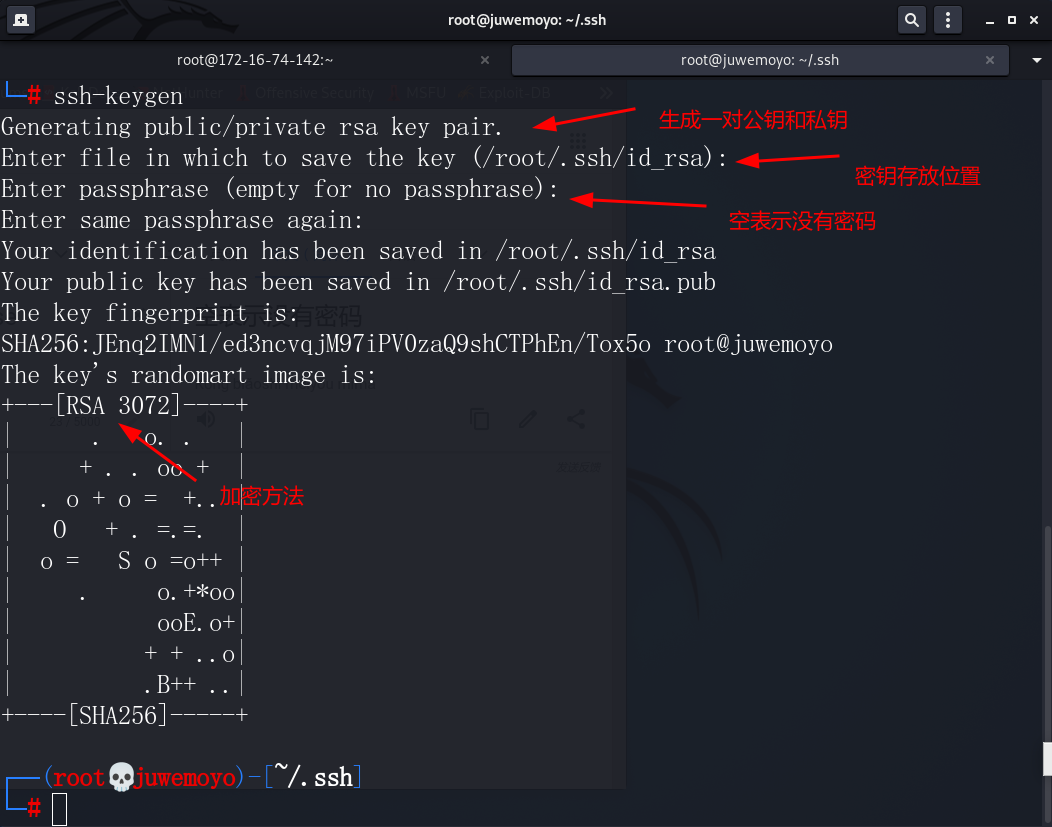 root@juwemoyo: ~/.ssh
root@172-16-74-142:~
root@juwemoyo: ~/.ssh
# ssh-keygen
Generating public/private rsa key pair.
生成一对公钥和私钥
Enter file in which to save the key (/root/.ssh/id_rsa):
密钥存放位置
Enter passphrase (empty for no passphrase):
空表示没有密码
Enter same passphrase again:
Your identification has been saved in /root/.ssh/id_rsa
Your public key has been saved in /root/.ssh/id_rsa.pub
The key fingerprint is:
SHA256:JEnq2IMN1/ed3ncvqjM97iPV0zaQ9shCTPhEn/Tox5o root@juwemoyo
The key's randomart image is:
+---[RSA 3072]----+
|      .   o. .   |
|     + . . oo +  |
|  . o + o =  +.. |
加密方法
|   O   + . =.=.  |
|  o =   S o =o++ |
|     .     o.+*oo|
|           ooE.o+|
|          + + ..o|
|          .B++ ..|
+----[SHA256]-----+
(root💀juwemoyo)-[~/.ssh]
#